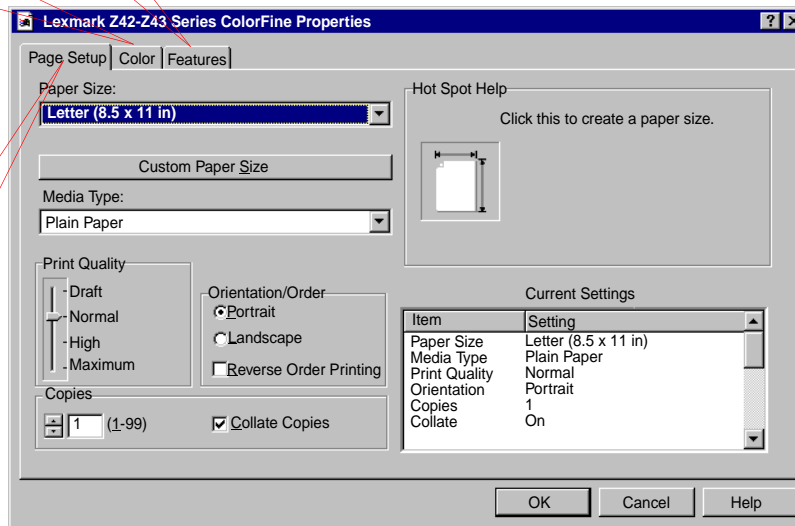 Lexmark Z42-Z43 Series ColorFine Properties
Page Setup Color Features
Paper Size:
Letter (8.5 x 11 in)
Custom Paper Size
Media Type:
Plain Paper
Hot Spot Help
Click this to create a paper size.
Print Quality
Draft
Normal
High
Maximum
Orientation/Order
Portrait
Landscape
Reverse Order Printing
Copies
1 (1-99)
Collate Copies
Current Settings
Item Setting
Paper Size Letter (8.5 x 11 in)
Media Type Plain Paper
Print Quality Normal
Orientation Portrait
Copies 1
Collate On
OK Cancel Help